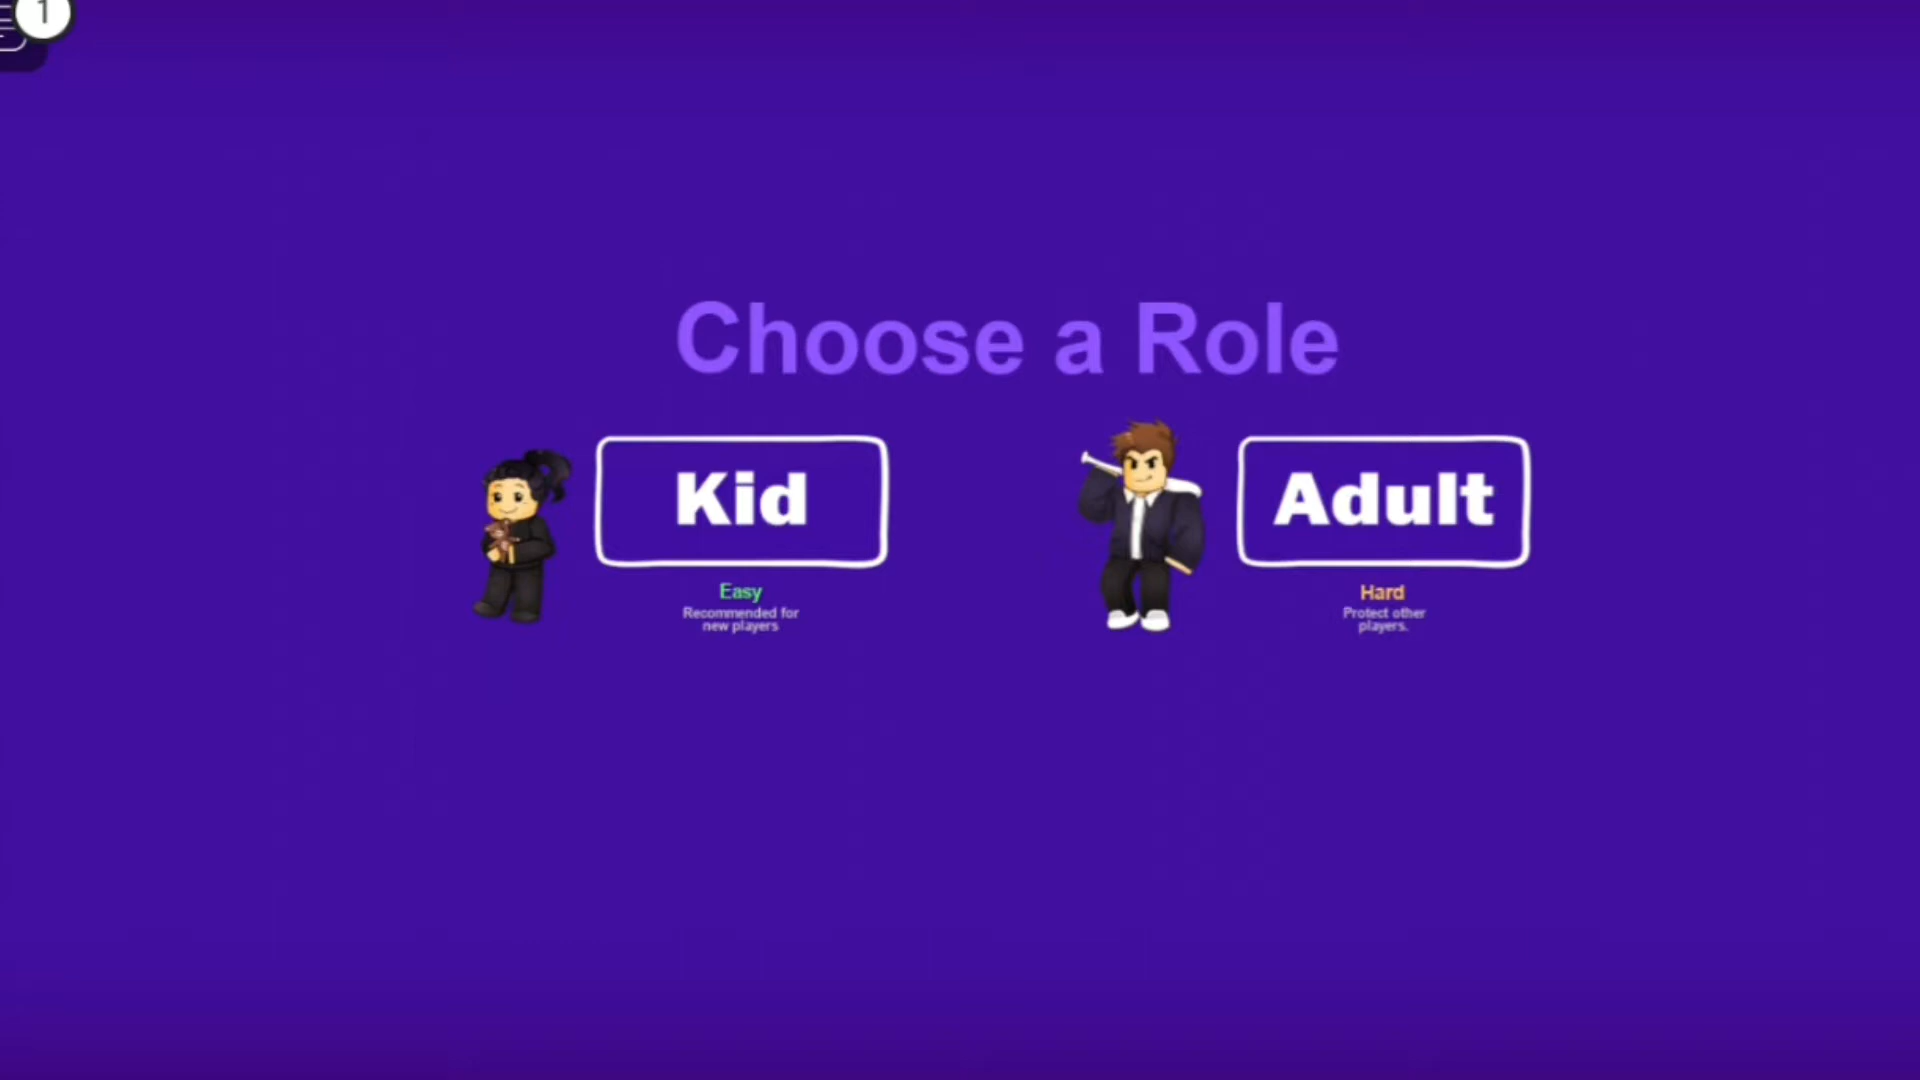 1
Choose a Role
Kid
Adult
Easy
Recommended for
new players
Hard
Protect other
players.